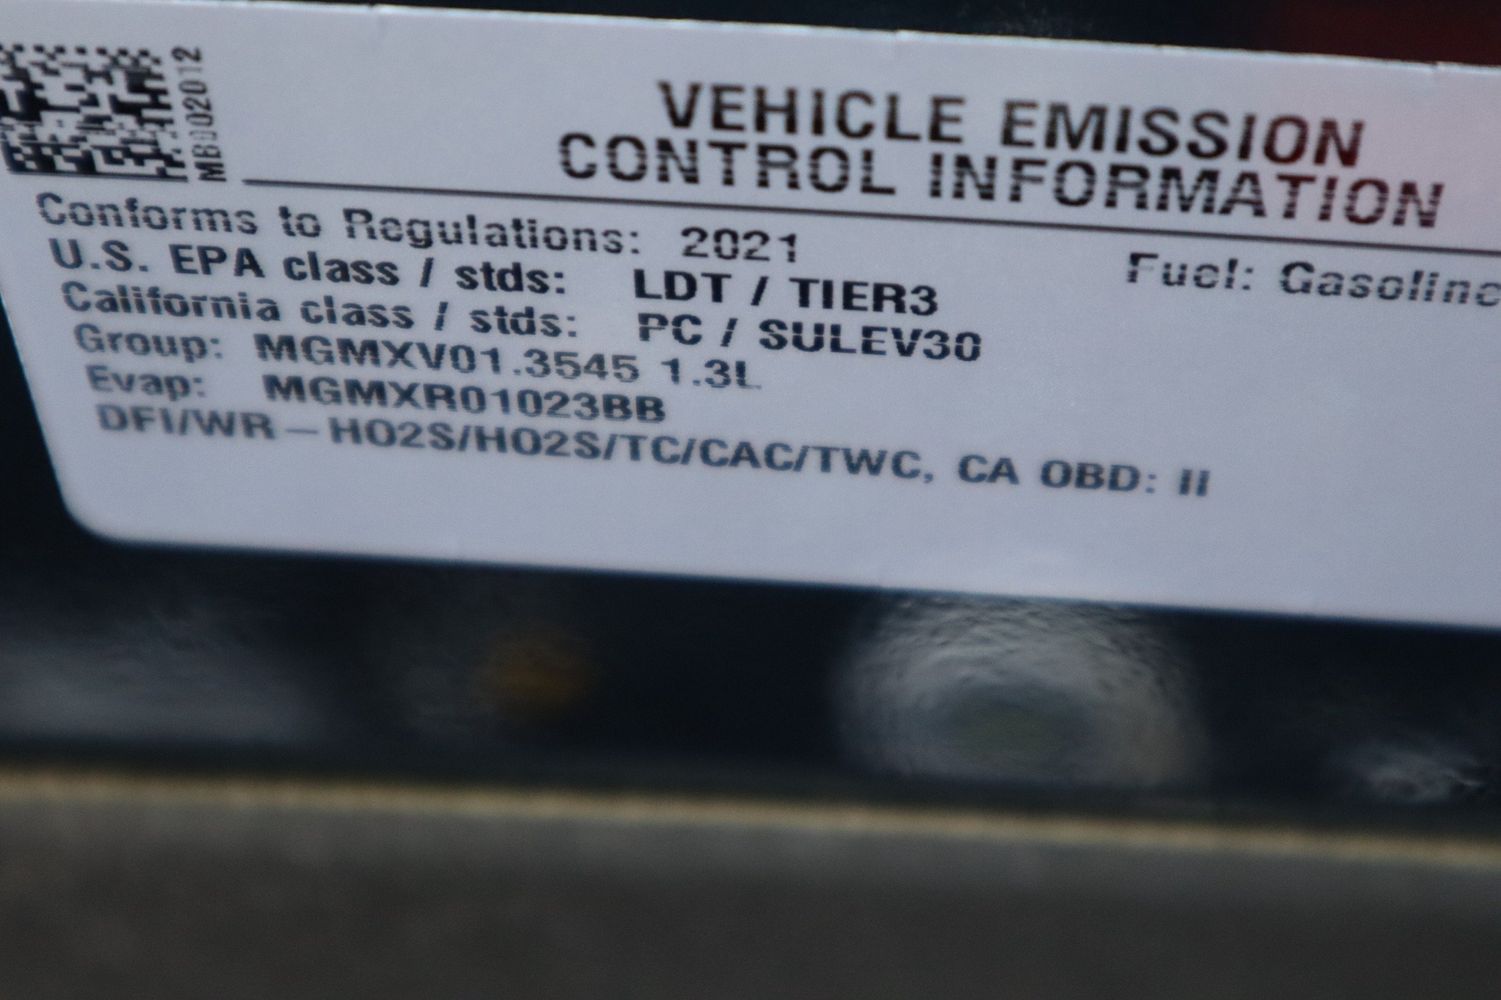 MB002012
VEHICLE EMISSION
CONTROL INFORMATION
Conforms to Regulations: 2021
Fuel: Gasoline
U.S. EPA class / stds: LDT / TIER3
California class / stds: PC / SULEV30
Group: MGMXV01.3545 1.3L
Evap: MGMXR01023BB
DFI/WR-HO2S/HO2S/TC/CAC/TWC, CA OBD: II